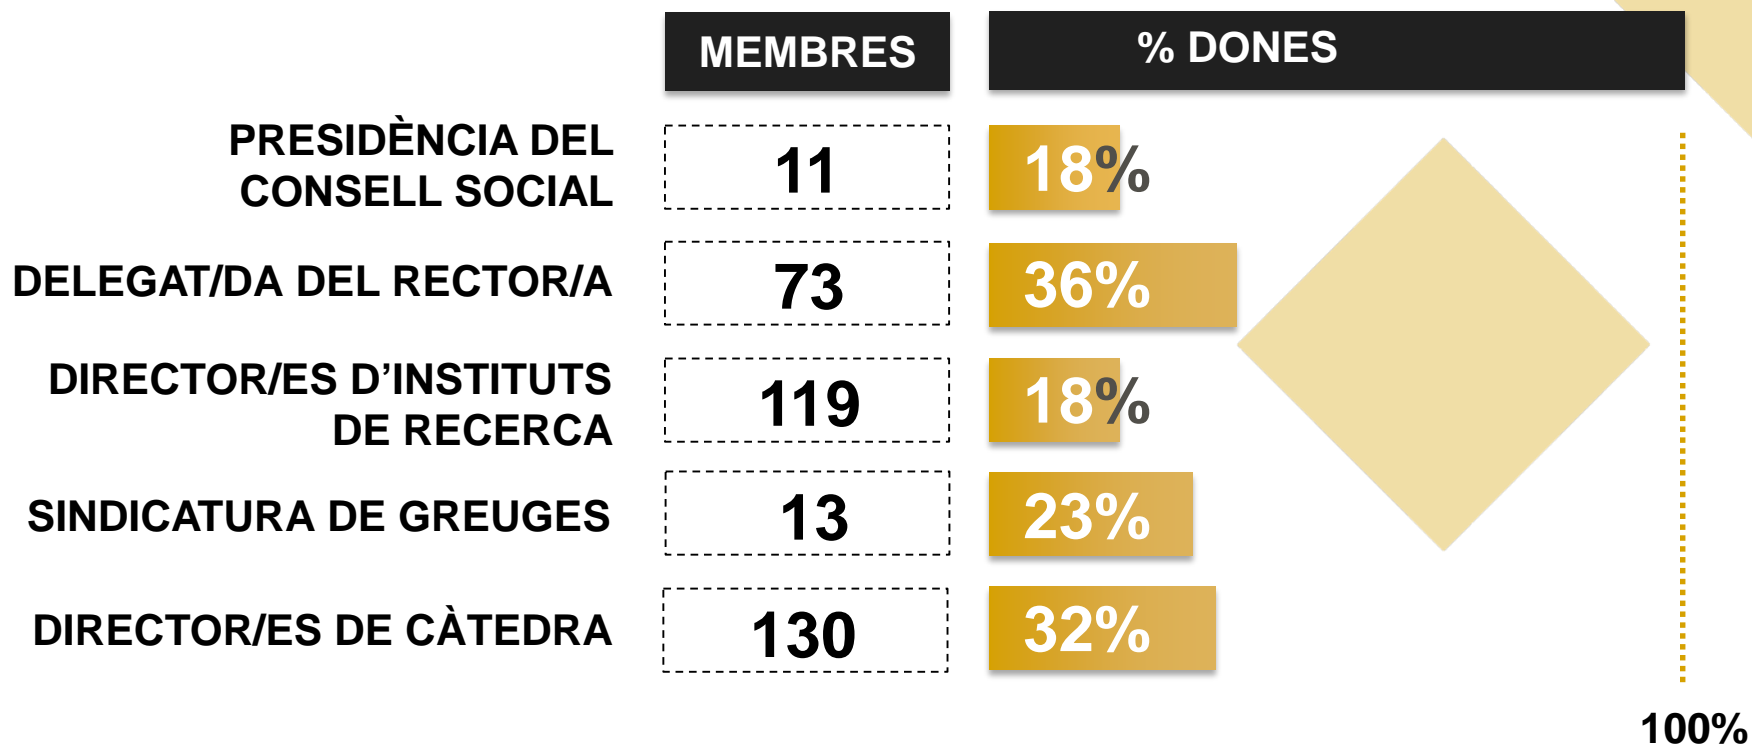 MEMBRES
% DONES
PRESIDÈNCIA DEL
CONSELL SOCIAL
11
18%
DELEGAT/DA DEL RECTOR/A
73
36%
DIRECTOR/ES D’INSTITUTS
DE RECERCA
119
18%
SINDICATURA DE GREUGES
13
23%
DIRECTOR/ES DE CÀTEDRA
130
32%
100%